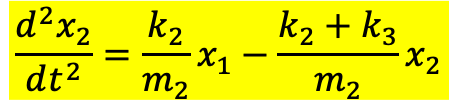 d²x₂/dt² = k₂/m₂ x₁ − (k₂ + k₃)/m₂ x₂